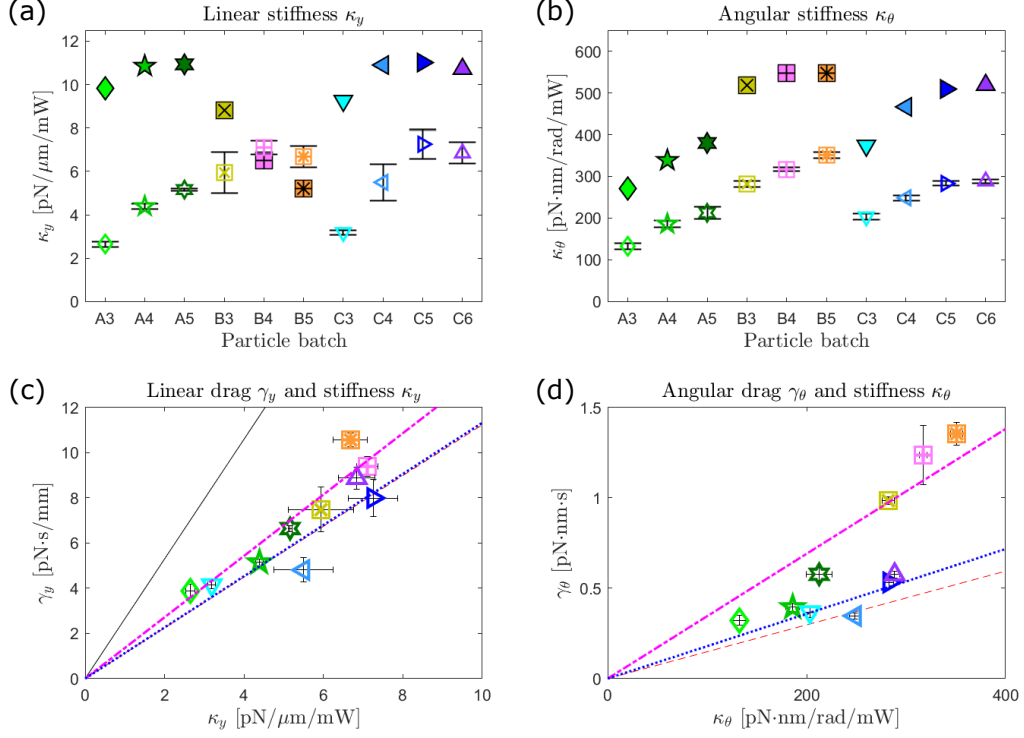 (a)
Linear stiffness κ_y
κ_y [pN/μm/mW]
12
10
8
6
4
2
0
A3 A4 A5 B3 B4 B5 C3 C4 C5 C6
Particle batch
(b)
Angular stiffness κ_θ
κ_θ [pN·nm/rad/mW]
600
500
400
300
200
100
0
A3 A4 A5 B3 B4 B5 C3 C4 C5 C6
Particle batch
(c)
Linear drag γ_y and stiffness κ_y
γ_y [pN·s/mm]
12
10
8
6
4
2
0
0 2 4 6 8 10
κ_y [pN/μm/mW]
(d)
Angular drag γ_θ and stiffness κ_θ
γ_θ [pN·nm·s]
1.5
1
0.5
0
0 200 400
κ_θ [pN·nm/rad/mW]